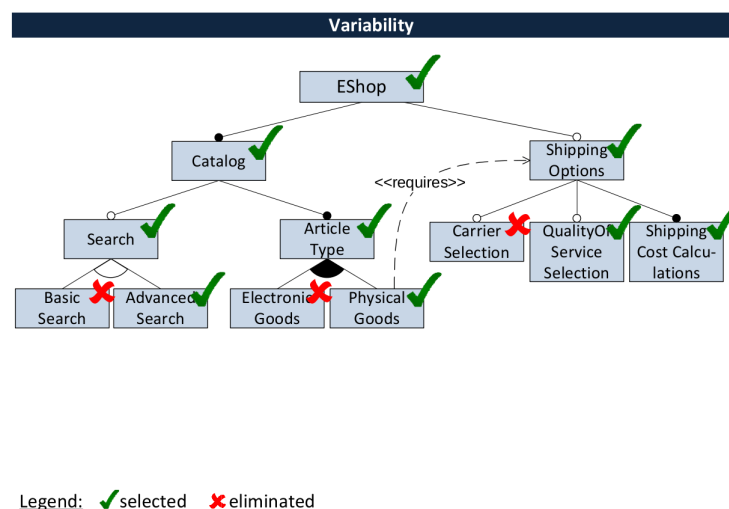 Variability
EShop
Catalog
Shipping
Options
<<requires>>
Search
Article
Type
Carrier
Selection
QualityOf
Service
Selection
Shipping
Cost Calcu-
lations
Basic
Search
Advanced
Search
Electronic
Goods
Physical
Goods
Legend: selected eliminated